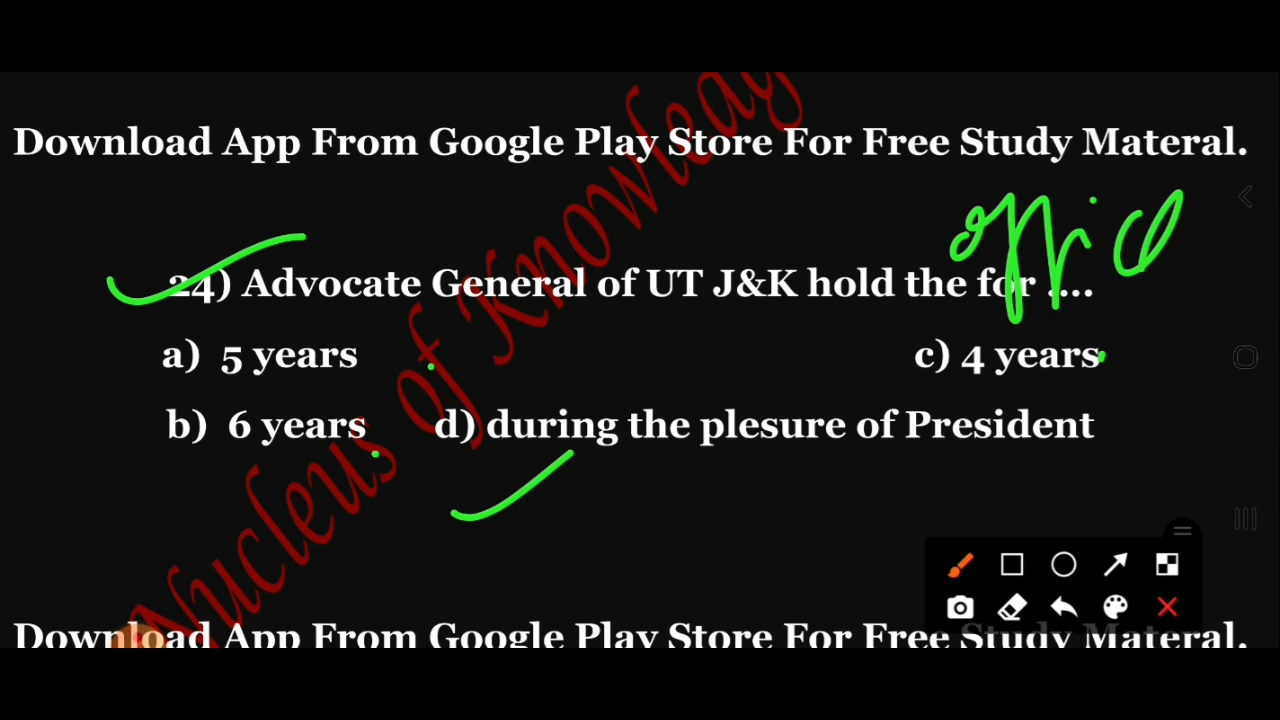 Download App From Google Play Store For Free Study Materal.
office
24) Advocate General of UT J&K hold the for ....
a) 5 years c) 4 years
b) 6 years d) during the plesure of President
Nucleus of Knowledg
Download App From Google Play Store For Free Study Materal.